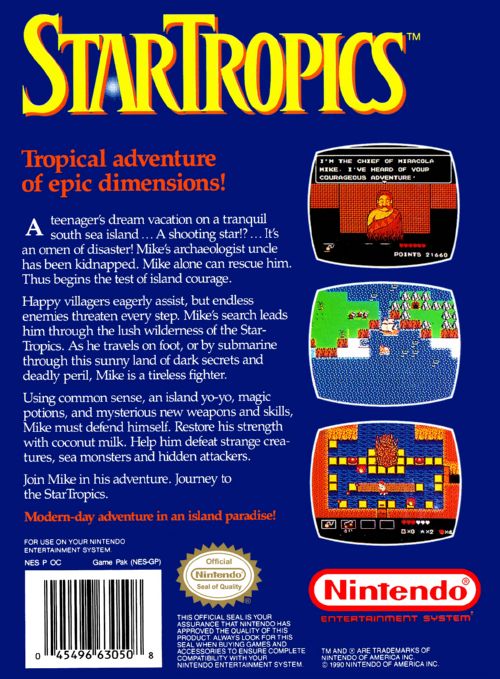 STARTROPICS™
Tropical adventure
of epic dimensions!
A teenager's dream vacation on a tranquil
south sea island ... A shooting star!? ... It's
an omen of disaster! Mike's archaeologist uncle
has been kidnapped. Mike alone can rescue him.
Thus begins the test of island courage.
Happy villagers eagerly assist, but endless
enemies threaten every step. Mike's search leads
him through the lush wilderness of the Star-
Tropics. As he travels on foot, or by submarine
through this sunny land of dark secrets and
deadly peril, Mike is a tireless fighter.
Using common sense, an island yo-yo, magic
potions, and mysterious new weapons and skills,
Mike must defend himself. Restore his strength
with coconut milk. Help him defeat strange crea-
tures, sea monsters and hidden attackers.
Join Mike in his adventure. Journey to
the StarTropics.
Modern-day adventure in an island paradise!
I'M THE CHIEF OF MIRACOLA
MIKE. I'VE HEARD OF YOUR
COURAGEOUS ADVENTURE!
POINTS 21660
FOR USE ON YOUR NINTENDO
ENTERTAINMENT SYSTEM
NES P OC Game Pak (NES-GP)
0 45496 63050 8
Official
Nintendo
Seal of Quality
THIS OFFICIAL SEAL IS YOUR
ASSURANCE THAT NINTENDO HAS
APPROVED THE QUALITY OF THIS
PRODUCT. ALWAYS LOOK FOR THIS
SEAL WHEN BUYING GAMES AND
ACCESSORIES TO ENSURE COMPLETE
COMPATIBILITY WITH YOUR
NINTENDO ENTERTAINMENT SYSTEM.
Nintendo®
ENTERTAINMENT SYSTEM®
TM AND ® ARE TRADEMARKS OF
NINTENDO OF AMERICA INC.
© 1990 NINTENDO OF AMERICA INC.